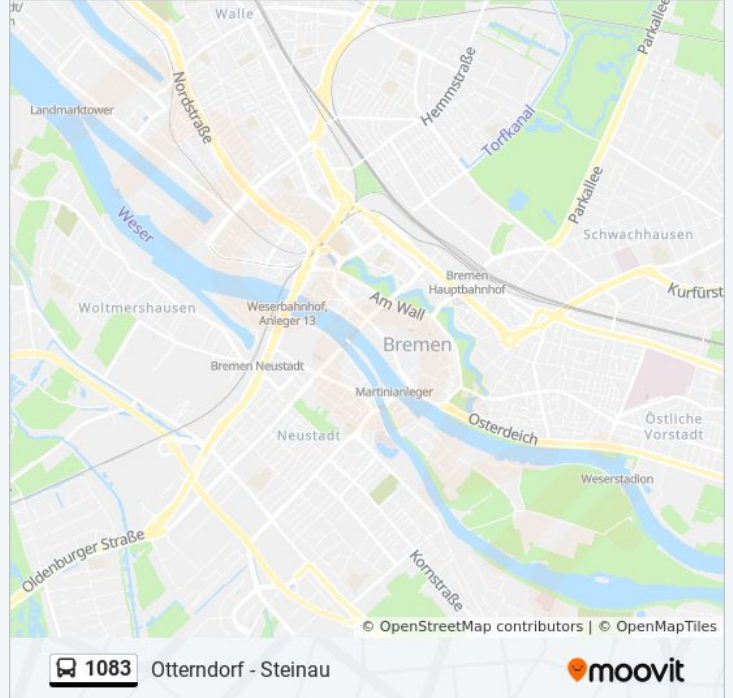 dt/
Walle
Parkallee
Nordstraße
Hemmstraße
Landmarktower
Torfkanal
Parkallee
Weser
Schwachhausen
Bremen
Hauptbahnhof
Kurfürst
Woltmershausen
Weserbahnhof,
Anleger 13
Am Wall
Bremen
Bremen Neustadt
Martinianleger
Neustadt
Osterdeich
Östliche
Vorstadt
Weserstadion
Oldenburger Straße
Kornstraße
© OpenStreetMap contributors | © OpenMapTiles
1083 Otterndorf - Steinau
moovit